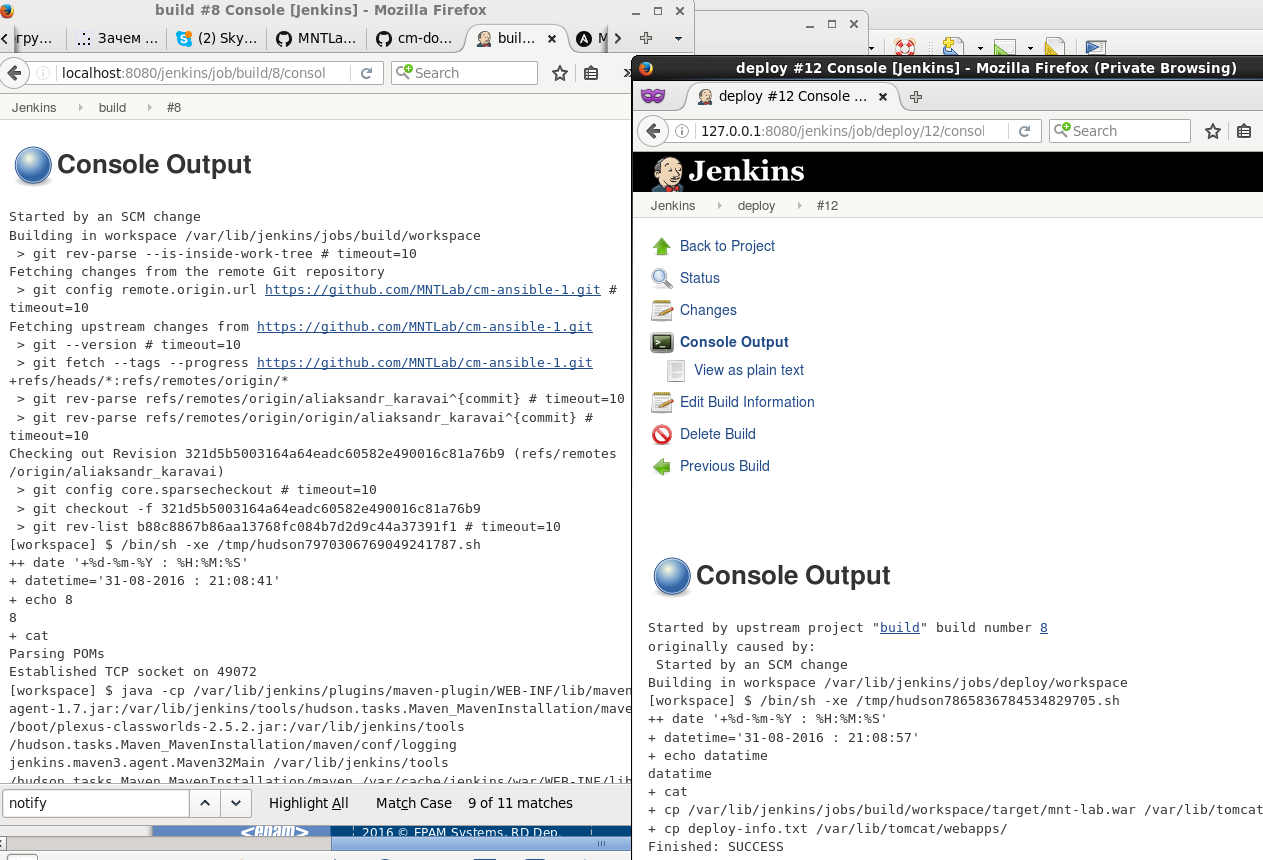 build #8 Console [Jenkins] - Mozilla Firefox
гру...
Зачем ...
(2) Sky...
MNTLa...
cm-do...
buil...
localhost:8080/jenkins/job/build/8/consol
Search
Jenkins
build
#8
Console Output
Started by an SCM change
Building in workspace /var/lib/jenkins/jobs/build/workspace
> git rev-parse --is-inside-work-tree # timeout=10
Fetching changes from the remote Git repository
> git config remote.origin.url https://github.com/MNTLab/cm-ansible-1.git #
timeout=10
Fetching upstream changes from https://github.com/MNTLab/cm-ansible-1.git
> git --version # timeout=10
> git fetch --tags --progress https://github.com/MNTLab/cm-ansible-1.git
+refs/heads/*:refs/remotes/origin/*
> git rev-parse refs/remotes/origin/aliaksandr_karavai^{commit} # timeout=10
> git rev-parse refs/remotes/origin/origin/aliaksandr_karavai^{commit} #
timeout=10
Checking out Revision 321d5b5003164a64eadc60582e490016c81a76b9 (refs/remotes
/origin/aliaksandr_karavai)
> git config core.sparsecheckout # timeout=10
> git checkout -f 321d5b5003164a64eadc60582e490016c81a76b9
> git rev-list b88c8867b86aa13768fc084b7d2d9c44a37391f1 # timeout=10
[workspace] $ /bin/sh -xe /tmp/hudson7970306769049241787.sh
++ date '+%d-%m-%Y : %H:%M:%S'
+ datetime='31-08-2016 : 21:08:41'
+ echo 8
8
+ cat
Parsing POMs
Established TCP socket on 49072
[workspace] $ java -cp /var/lib/jenkins/plugins/maven-plugin/WEB-INF/lib/maven
agent-1.7.jar:/var/lib/jenkins/tools/hudson.tasks.Maven_MavenInstallation/mave
/boot/plexus-classworlds-2.5.2.jar:/var/lib/jenkins/tools
/hudson.tasks.Maven_MavenInstallation/maven/conf/logging
jenkins.maven3.agent.Maven32Main /var/lib/jenkins/tools
/hudson.tasks.Maven_MavenInstallation/maven /var/cache/jenkins/war/WEB-INF/lib
notify
Highlight All
Match Case
9 of 11 matches
<epam>
2016 © EPAM Systems, RD Dep.
deploy #12 Console [Jenkins] - Mozilla Firefox (Private Browsing)
deploy #12 Console ...
127.0.0.1:8080/jenkins/job/deploy/12/consol
Search
Jenkins
Jenkins
deploy
#12
Back to Project
Status
Changes
Console Output
View as plain text
Edit Build Information
Delete Build
Previous Build
Console Output
Started by upstream project "build" build number 8
originally caused by:
Started by an SCM change
Building in workspace /var/lib/jenkins/jobs/deploy/workspace
[workspace] $ /bin/sh -xe /tmp/hudson7865836784534829705.sh
++ date '+%d-%m-%Y : %H:%M:%S'
+ datetime='31-08-2016 : 21:08:57'
+ echo datatime
datatime
+ cat
+ cp /var/lib/jenkins/jobs/build/workspace/target/mnt-lab.war /var/lib/tomcat
+ cp deploy-info.txt /var/lib/tomcat/webapps/
Finished: SUCCESS